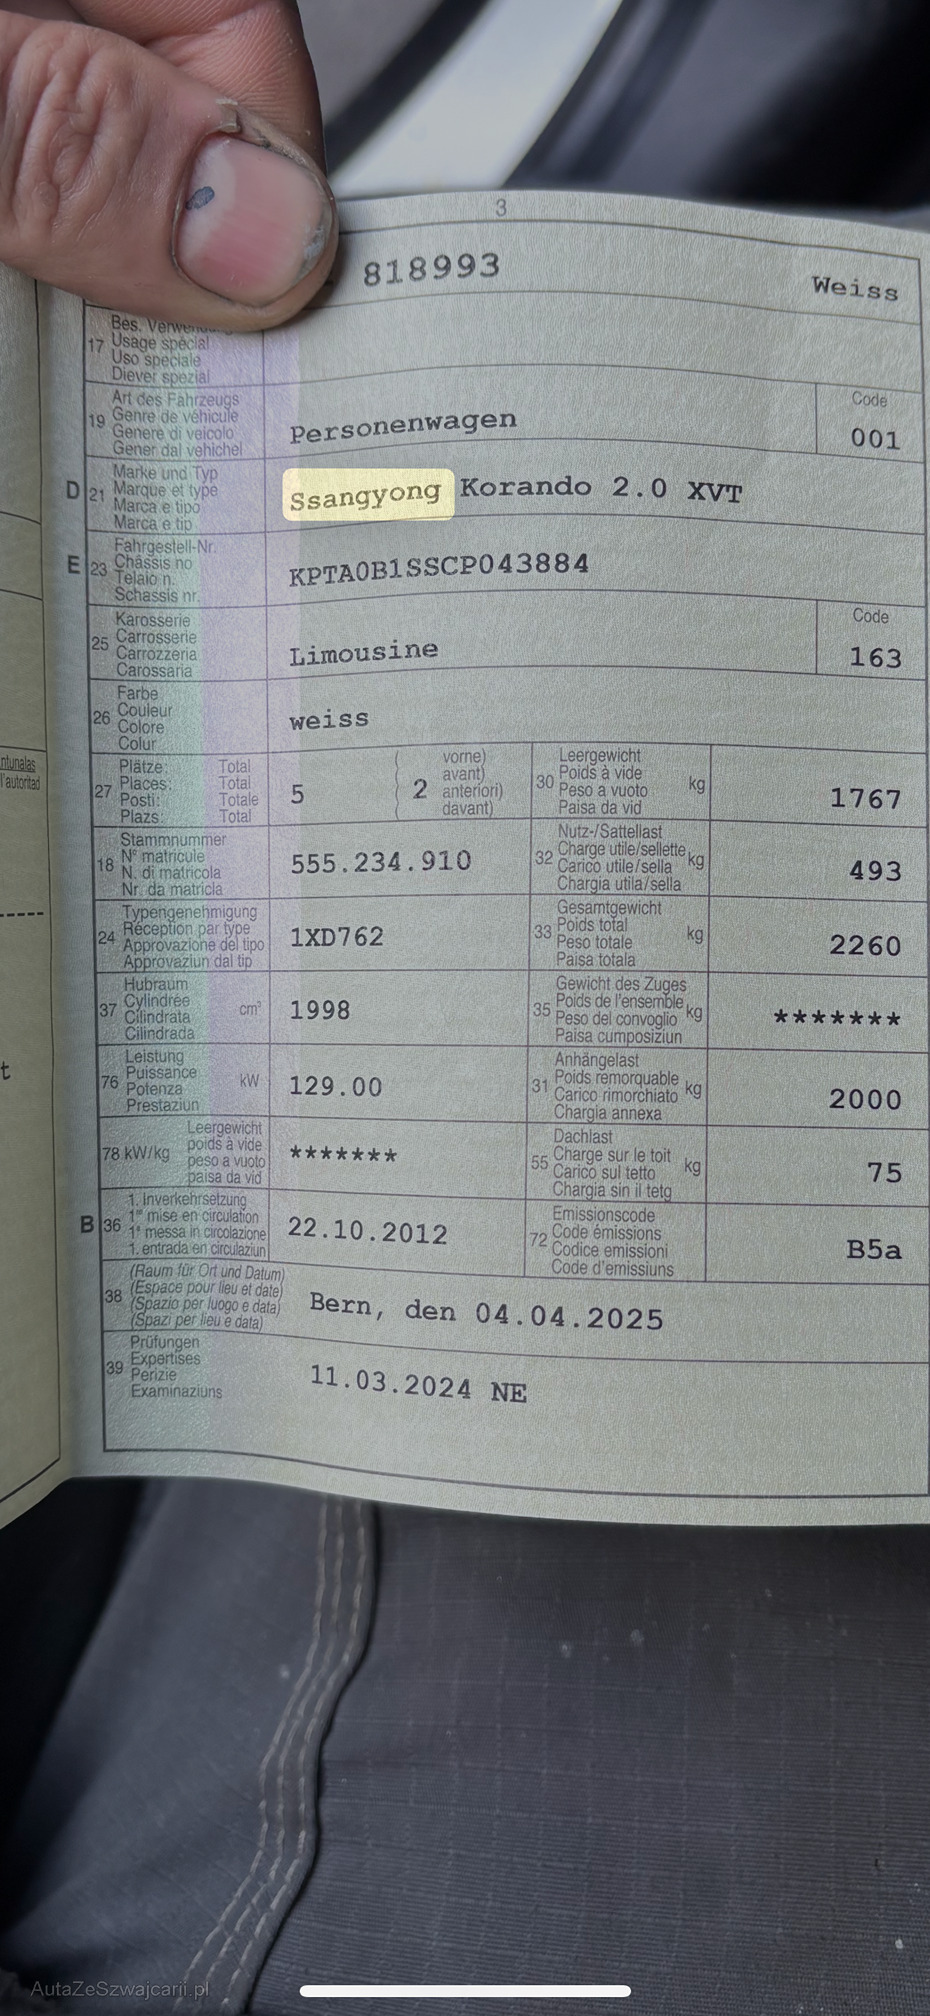 3
818993 Weiss
17 Bes.
Usage spécial
Uso speciale
Diever spezial
19 Art des Fahrzeugs
Genre de véhicule
Genere di veicolo
Gener dal vehichel
Personenwagen
Code
001
D 21 Marke und Typ
Marque et type
Marca e tipo
Marca e tip
Ssangyong Korando 2.0 XVT
E 23 Fahrgestell-Nr.
Châssis no
Telaio n.
Schassis nr.
KPTA0B1SSCP043884
25 Karosserie
Carrosserie
Carrozzeria
Carossaria
Limousine
Code
163
26 Farbe
Couleur
Colore
Colur
weiss
27 Plätze: Total
Places: Total
Posti: Totale
Plazs: Total
5 ( 2 vorne)
avant)
anteriori)
davant)
30 Leergewicht
Poids à vide
Peso a vuoto
Paisa da vid
kg
1767
18 Stammnummer
N° matricule
N. di matricola
Nr. da matricla
555.234.910
32 Nutz-/Sattellast
Charge utile/sellette
Carico utile/sella
Chargia utila/sella
kg
493
24 Typengenehmigung
Réception par type
Approvazione del tipo
Approvaziun dal tip
1XD762
33 Gesamtgewicht
Poids total
Peso totale
Paisa totala
kg
2260
37 Hubraum
Cylindrée
Cilindrata
Cilindrada
cm³
1998
35 Gewicht des Zuges
Poids de l'ensemble
Peso del convoglio
Paisa cumposiziun
kg
*******
76 Leistung
Puissance
Potenza
Prestaziun
kW
129.00
31 Anhängelast
Poids remorquable
Carico rimorchiato
Chargia annexa
kg
2000
78 kW/kg Leergewicht
poids à vide
peso a vuoto
paisa da vid
*******
55 Dachlast
Charge sur le toit
Carico sul tetto
Chargia sin il tetg
kg
75
B 36 1. Inverkehrsetzung
1re mise en circulation
1a messa in circolazione
1. entrada en circulaziun
22.10.2012
72 Emissionscode
Code émissions
Codice emissioni
Code d'emissiuns
B5a
38 (Raum für Ort und Datum)
(Espace pour lieu et date)
(Spazio per luogo e data)
(Spazi per lieu e data)
Bern, den 04.04.2025
39 Prüfungen
Expertises
Perizie
Examinaziuns
11.03.2024 NE
t
AutaZeSzwajcarii.pl